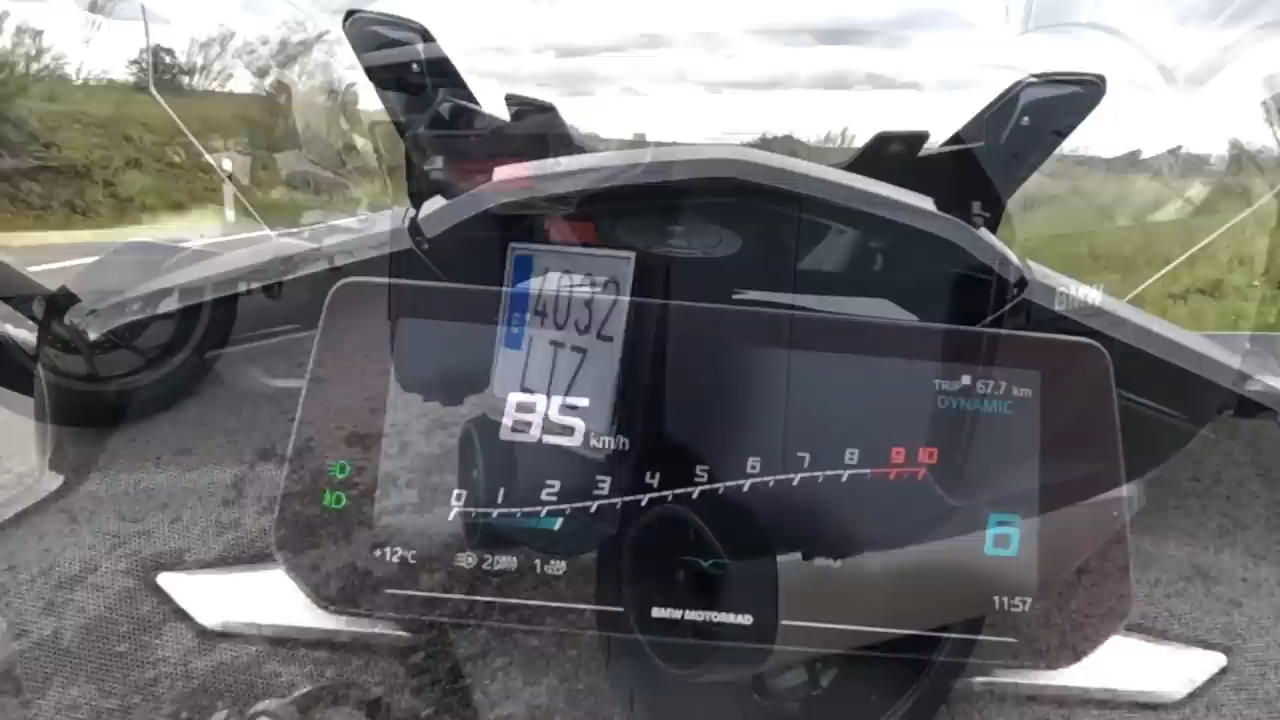 BMW
4032
LTZ
TRIP 67.7 km
DYNAMIC
85 km/h
0 1 2 3 4 5 6 7 8 9 10
6
+12°C
2
1
11:57
BMW MOTORRAD